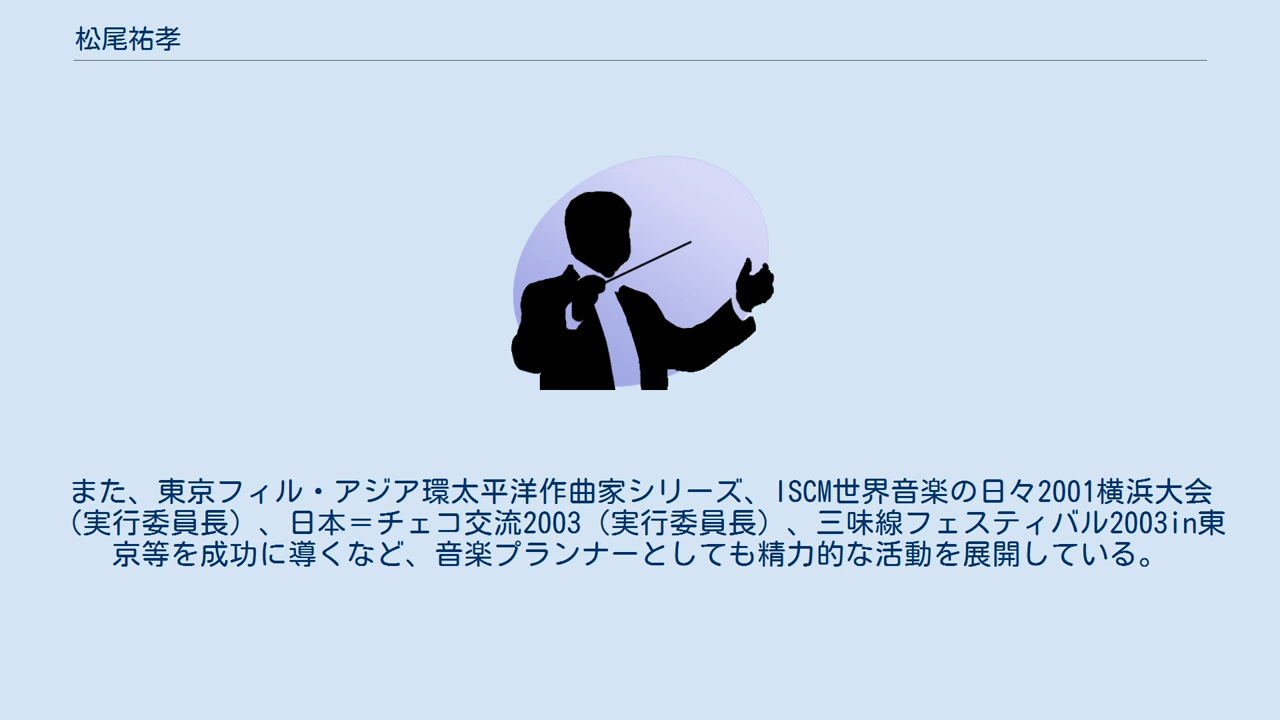 松尾祐孝
また、東京フィル・アジア環太平洋作曲家シリーズ、ISCM世界音楽の日々2001横浜大会
（実行委員長）、日本＝チェコ交流2003（実行委員長）、三味線フェスティバル2003in東
京等を成功に導くなど、音楽プランナーとしても精力的な活動を展開している。